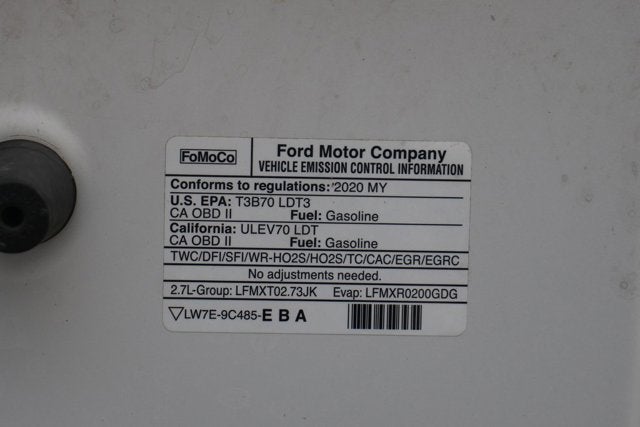 FoMoCo
Ford Motor Company
VEHICLE EMISSION CONTROL INFORMATION
Conforms to regulations: 2020 MY
U.S. EPA: T3B70 LDT3
CA OBD II Fuel: Gasoline
California: ULEV70 LDT
CA OBD II Fuel: Gasoline
TWC/DFI/SFI/WR-HO2S/HO2S/TC/CAC/EGR/EGRC
No adjustments needed.
2.7L-Group: LFMXT02.73JK Evap: LFMXR0200GDG
LW7E-9C485-E B A